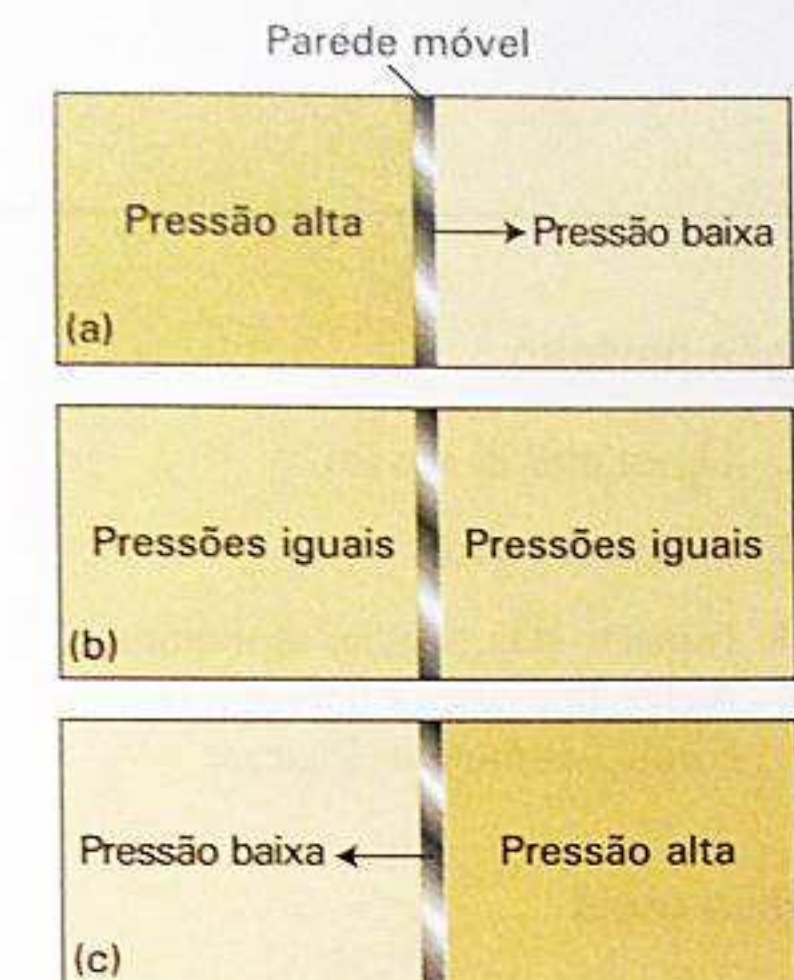 Parede móvel
Pressão alta
Pressão baixa
(a)
Pressões iguais
Pressões iguais
(b)
Pressão baixa
Pressão alta
(c)